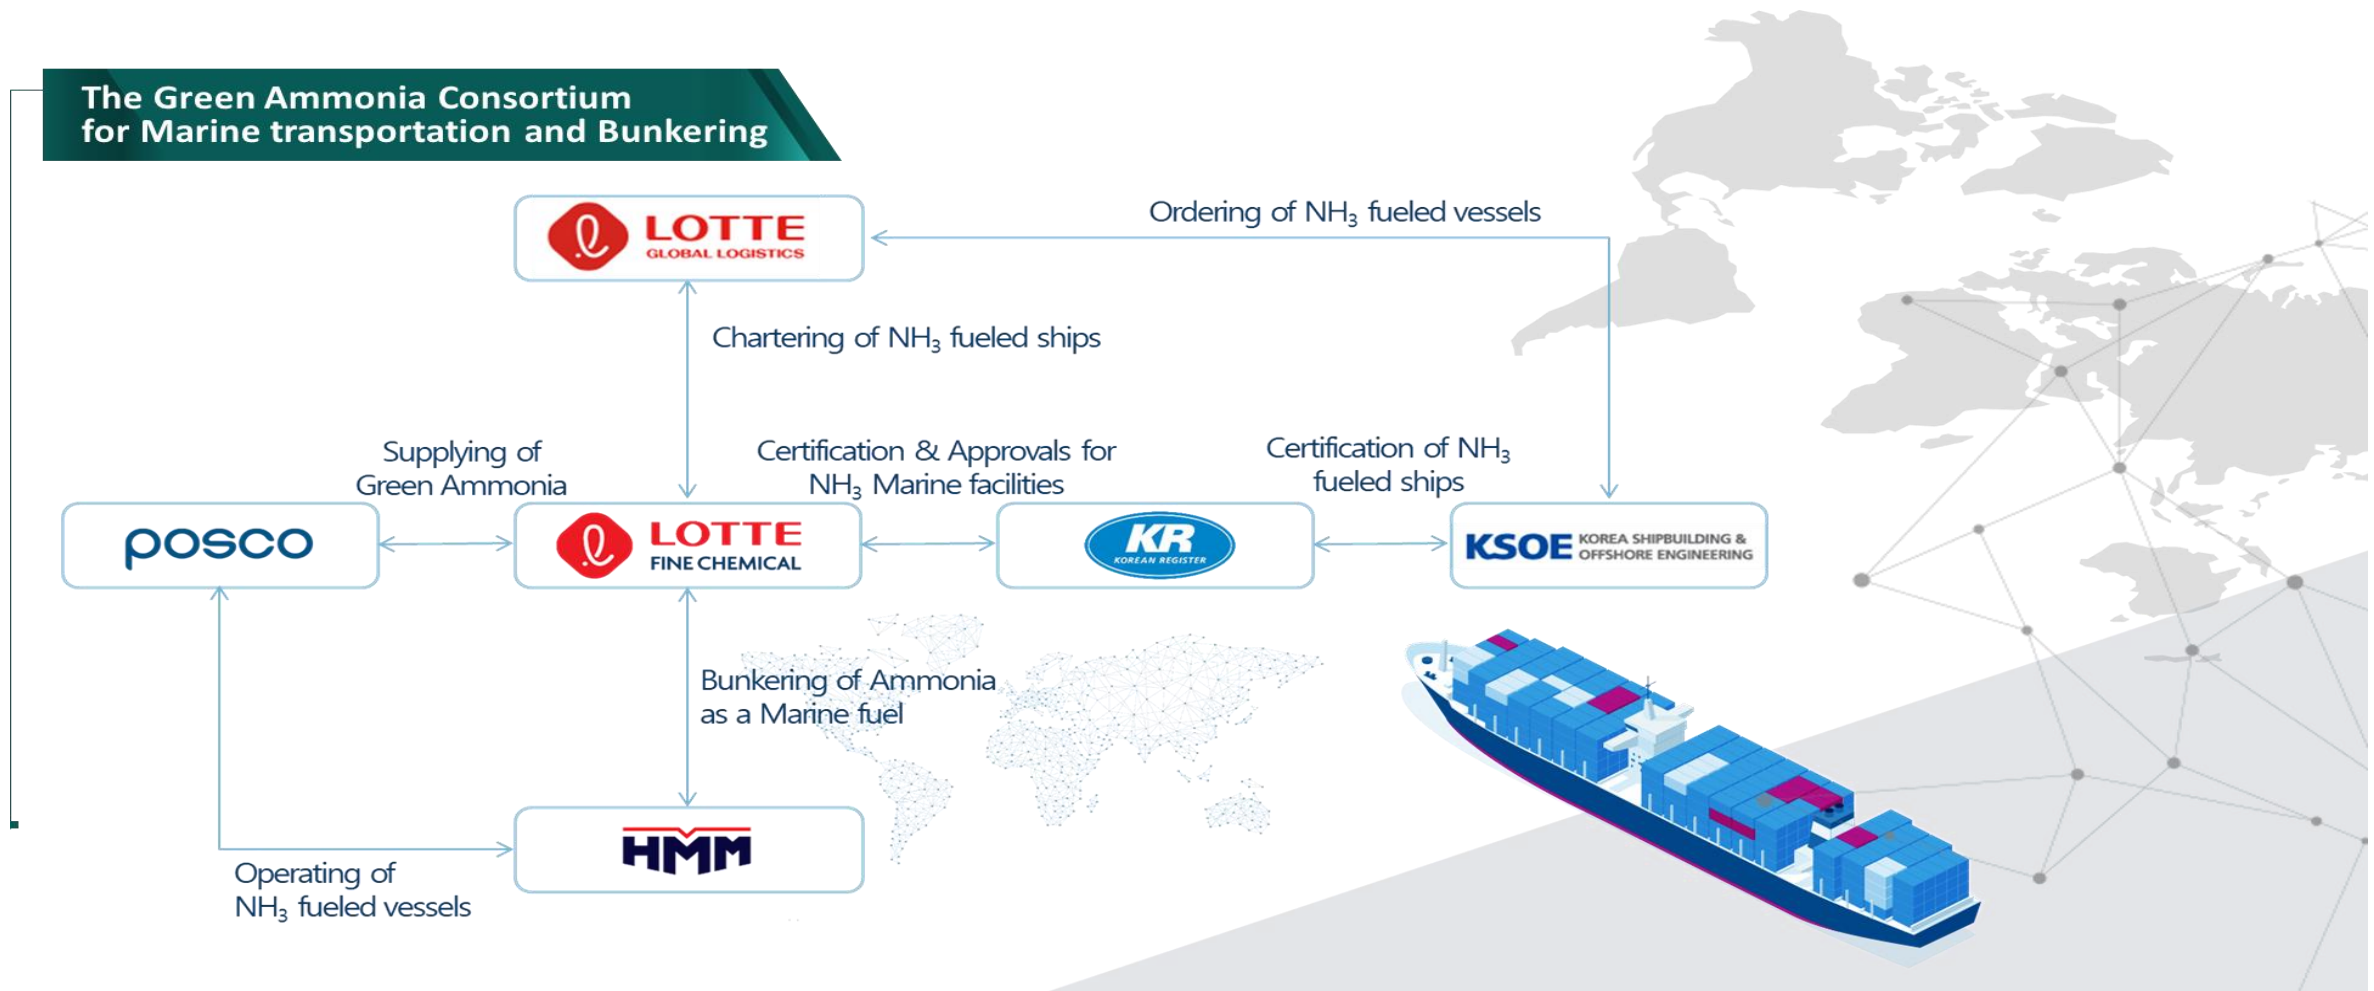 The Green Ammonia Consortium
for Marine transportation and Bunkering
LOTTE
GLOBAL LOGISTICS
Ordering of NH₃ fueled vessels
Chartering of NH₃ fueled ships
Supplying of
Green Ammonia
Certification & Approvals for
NH₃ Marine facilities
Certification of NH₃
fueled ships
posco
LOTTE
FINE CHEMICAL
KR
KOREAN REGISTER
KSOE KOREA SHIPBUILDING &
OFFSHORE ENGINEERING
Bunkering of Ammonia
as a Marine fuel
HMM
Operating of
NH₃ fueled vessels